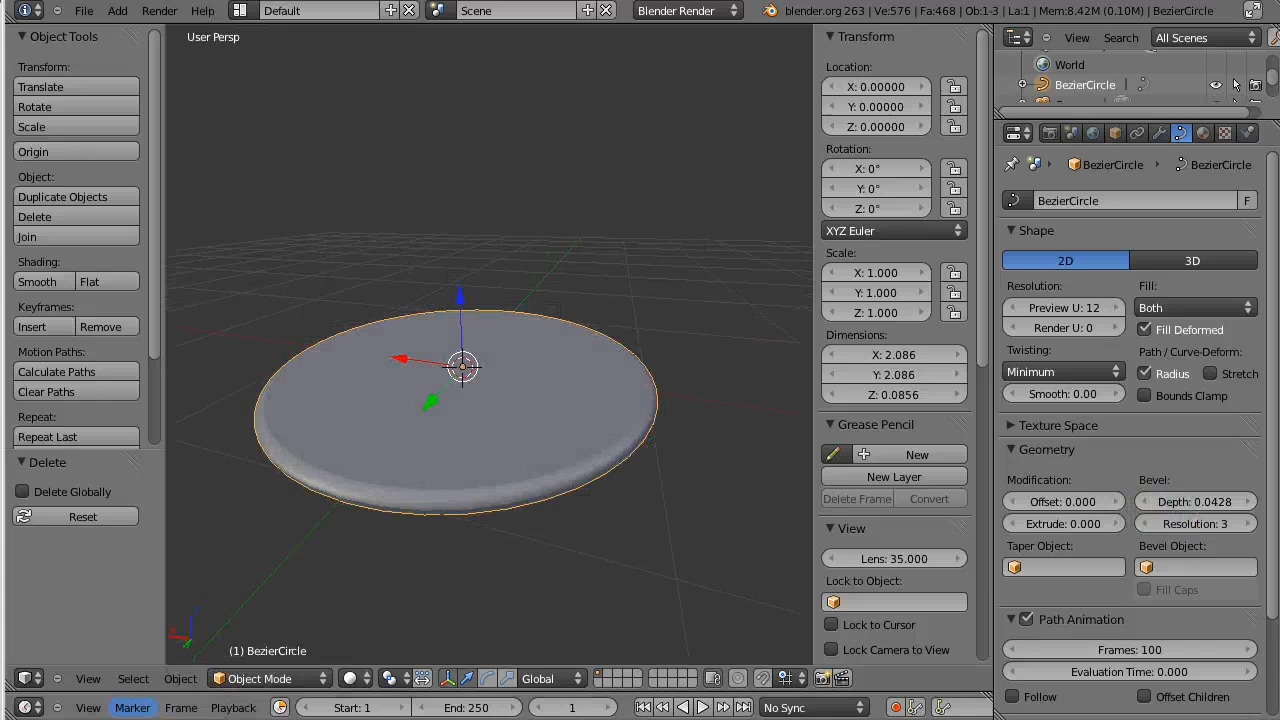 File Add Render Help Default Scene Blender Render blender.org 263 | Ve:576 | Fa:468 | Ob:1-3 | La:1 | Mem:8.42M (0.10M) | BezierCircle
Object Tools
Transform:
Translate
Rotate
Scale
Origin
Object:
Duplicate Objects
Delete
Join
Shading:
Smooth Flat
Keyframes:
Insert Remove
Motion Paths:
Calculate Paths
Clear Paths
Repeat:
Repeat Last
Delete
Delete Globally
Reset
User Persp
(1) BezierCircle
Transform
Location:
X: 0.00000
Y: 0.00000
Z: 0.00000
Rotation:
X: 0°
Y: 0°
Z: 0°
XYZ Euler
Scale:
X: 1.000
Y: 1.000
Z: 1.000
Dimensions:
X: 2.086
Y: 2.086
Z: 0.0856
Grease Pencil
New
New Layer
Delete Frame Convert
View
Lens: 35.000
Lock to Object:
Lock to Cursor
Lock Camera to View
View Search All Scenes
World
BezierCircle
BezierCircle BezierCircle
BezierCircle F
Shape
2D 3D
Resolution: Fill:
Preview U: 12 Both
Render U: 0 Fill Deformed
Twisting: Path / Curve-Deform:
Minimum Radius Stretch
Smooth: 0.00 Bounds Clamp
Texture Space
Geometry
Modification: Bevel:
Offset: 0.000 Depth: 0.0428
Extrude: 0.000 Resolution: 3
Taper Object: Bevel Object:
Fill Caps
Path Animation
Frames: 100
Evaluation Time: 0.000
Follow Offset Children
View Select Object Object Mode Global
View Marker Frame Playback Start: 1 End: 250 1 No Sync